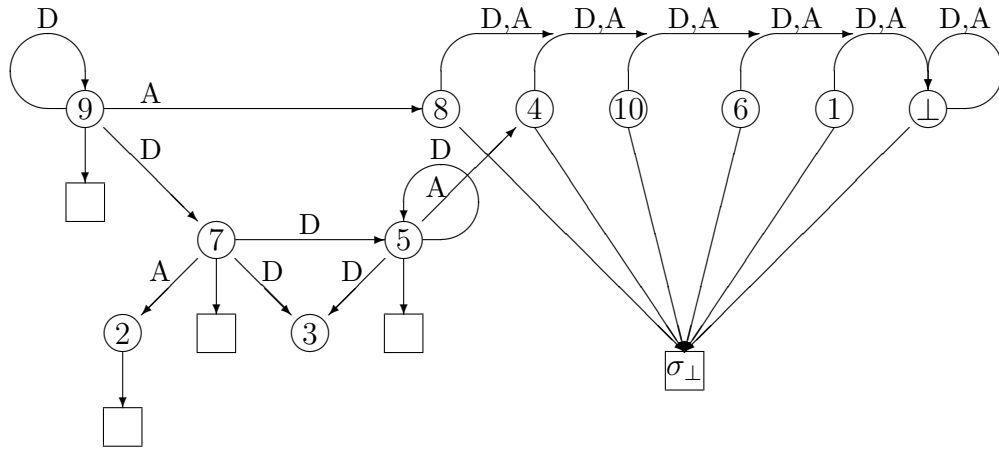 D D,A D,A D,A D,A D,A D,A
9 A 8 4 10 6 1 ⊥
D D
A
7 D 5
A D D
2 3
σ⊥